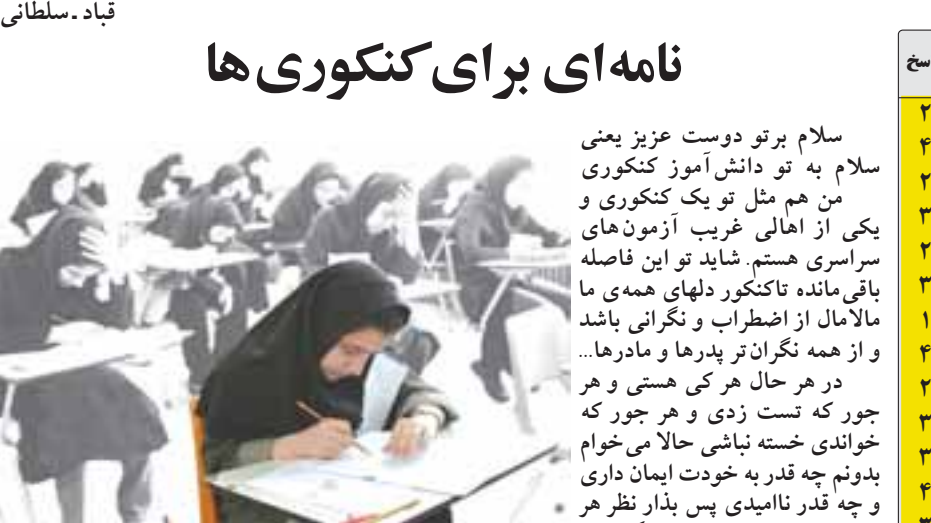 قباد ـ سلطانی
نامه‌ای برای کنکوری‌ها
سلام برتو دوست عزیز یعنی
سلام به تو دانش‌آموز کنکوری
من هم مثل تو یک کنکوری و
یکی از اهالی غریب آزمون‌های
سراسری هستم. شاید تو این فاصله
باقی‌مانده تاکنکور دلهای همه‌ی ما
مالامال از اضطراب و نگرانی باشد
و از همه نگران‌تر پدرها و مادرها...
در هر حال هر کی هستی و هر
جور که تست زدی و هر جور که
خواندی خسته نباشی حالا می‌خوام
بدونم چه قدر به خودت ایمان داری
و چه قدر ناامیدی پس بذار نظر هر
سخ
۲
۴
۲
۳
۲
۳
۱
۴
۲
۳
۳
۴